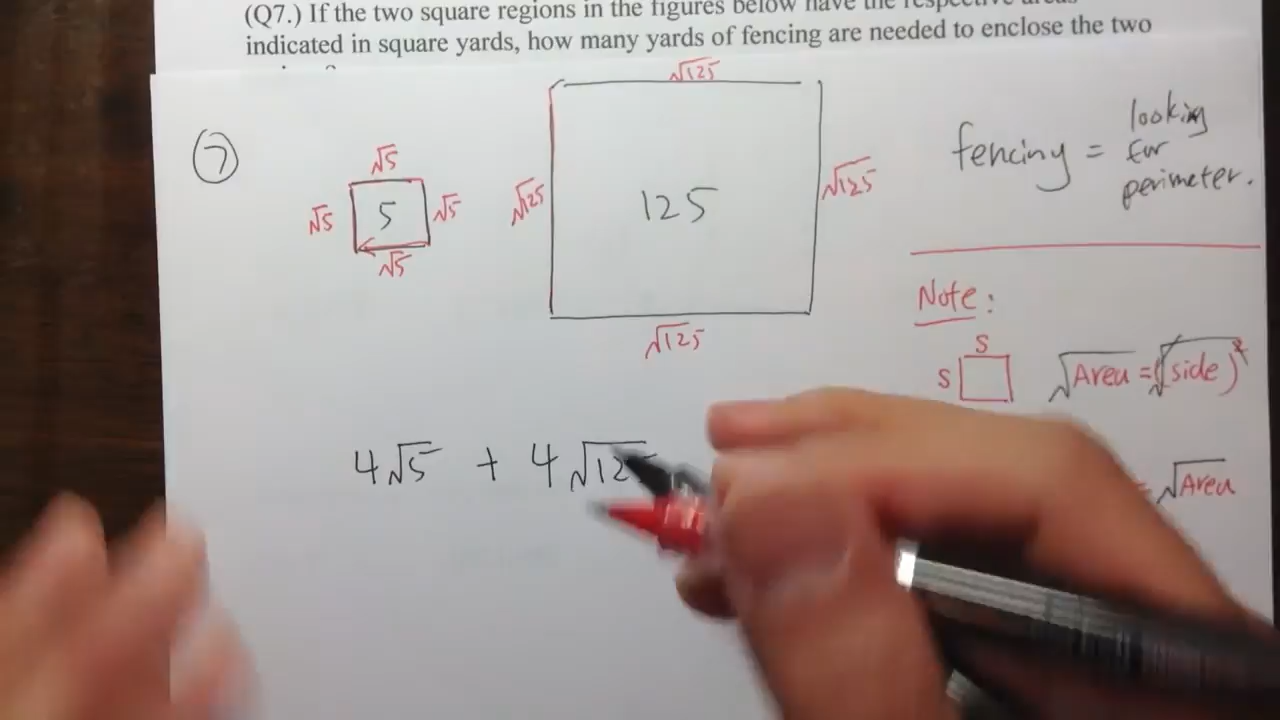 (Q7.) If the two square regions in the figures below have the respective areas
indicated in square yards, how many yards of fencing are needed to enclose the two
7
√5
√5
5
√5
√5
√125
√125
125
√125
√125
fencing = looking for perimeter.
Note:
s
s
√Area = √(side)²
√Area
4√5 + 4√125